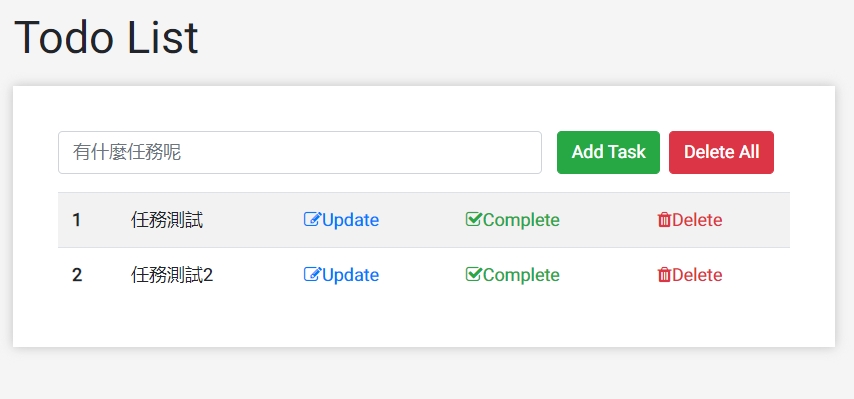 Todo List
有什麼任務呢 Add Task Delete All
1 任務測試 Update Complete Delete
2 任務測試2 Update Complete Delete